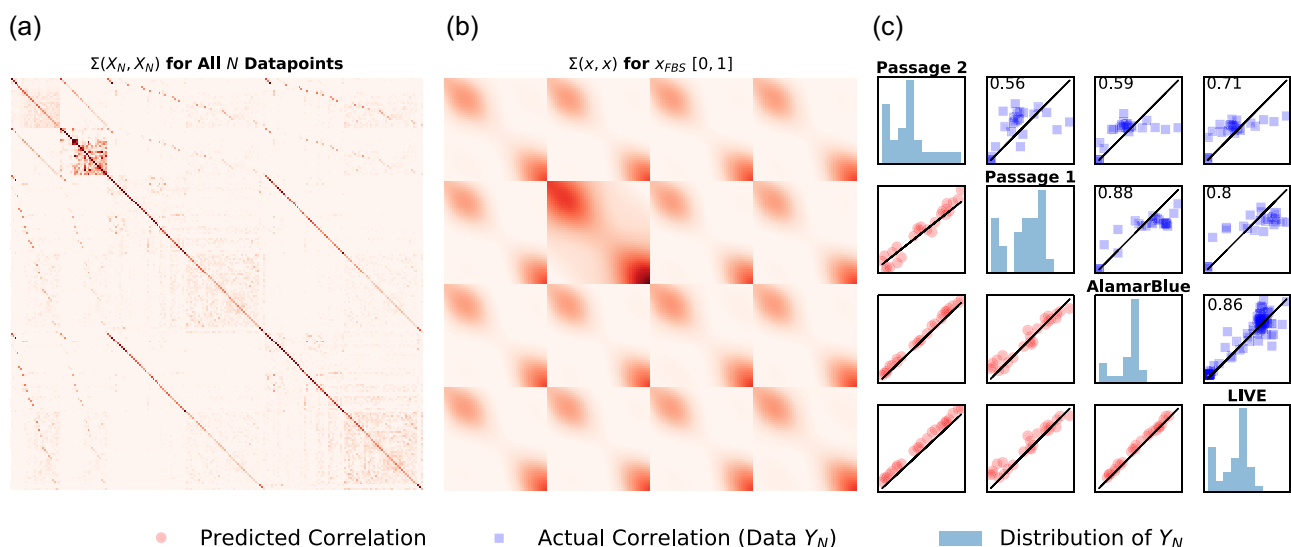 (a)
(b)
(c)
Σ(X_N, X_N) for All N Datapoints
Σ(x, x) for x_FBS [0, 1]
Passage 2
0.56
0.59
0.71
Passage 1
0.88
0.8
AlamarBlue
0.86
LIVE
Predicted Correlation
Actual Correlation (Data Y_N)
Distribution of Y_N